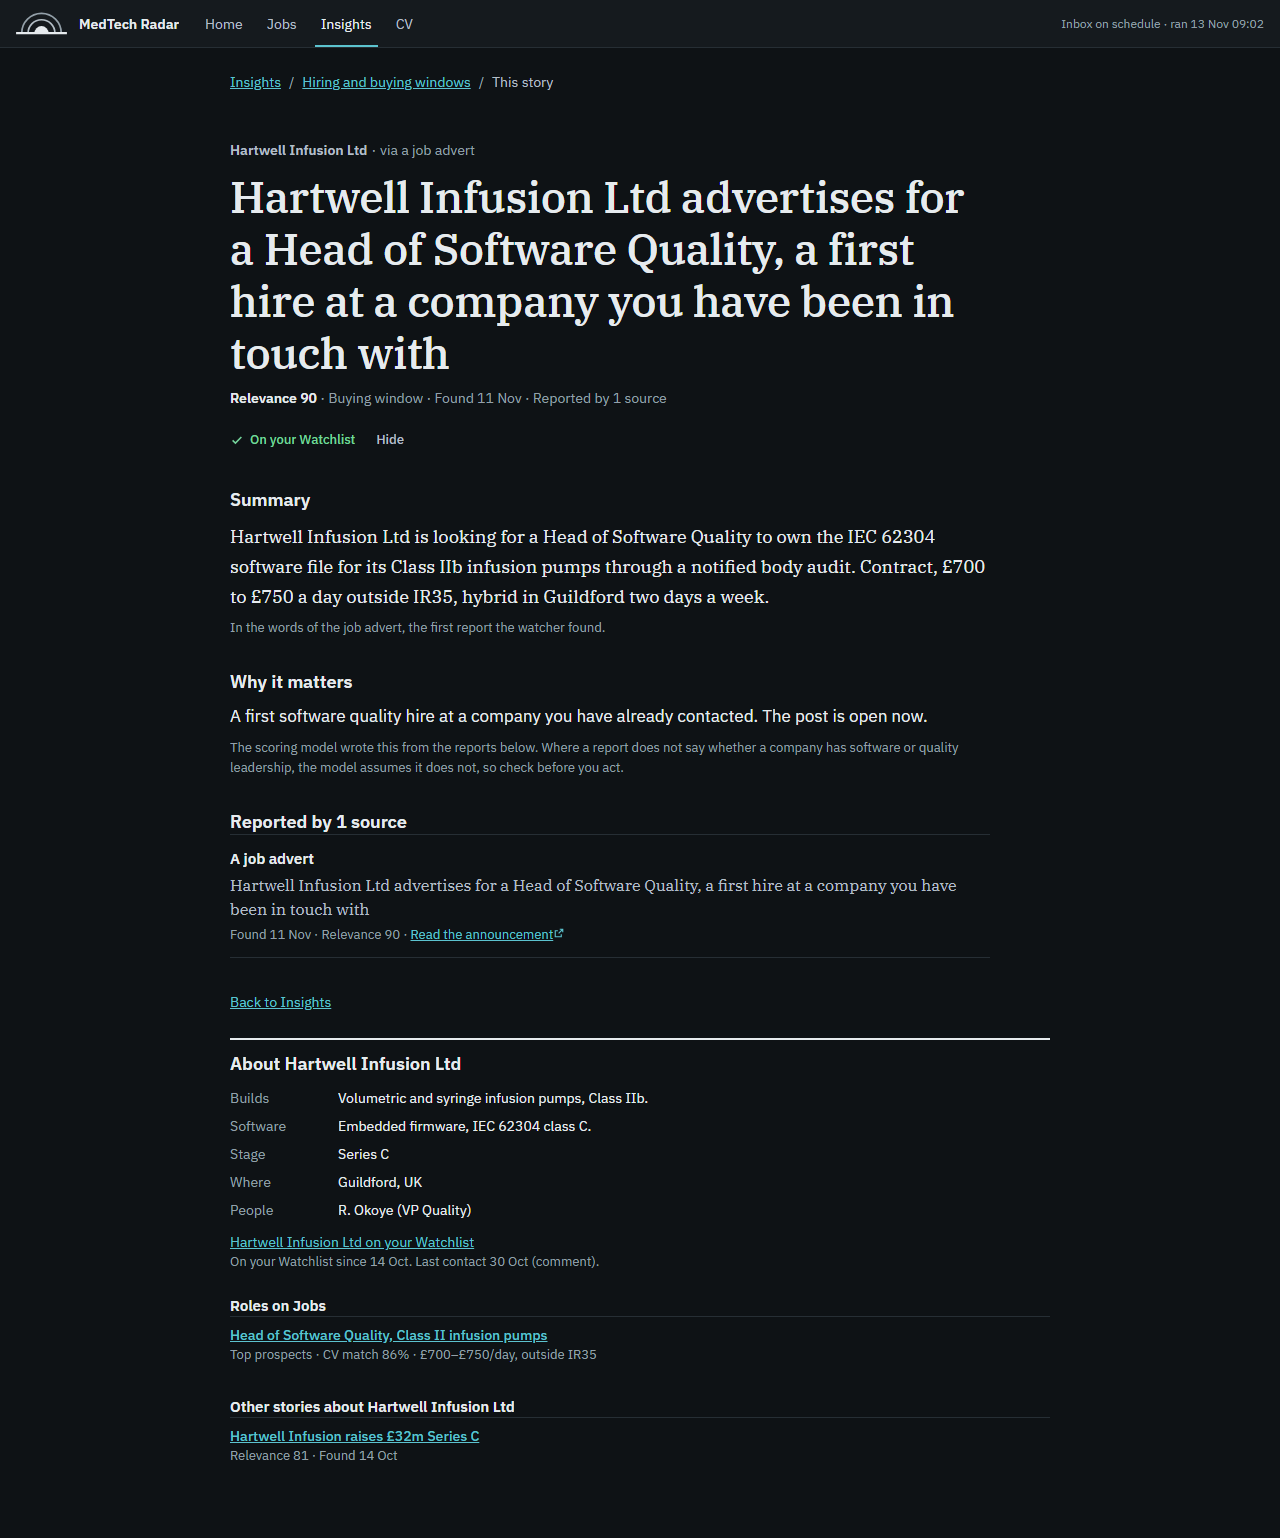 MedTech Radar
Home
Jobs
Insights
CV
Inbox on schedule · ran 13 Nov 09:02
Insights / Hiring and buying windows / This story
Hartwell Infusion Ltd · via a job advert
Hartwell Infusion Ltd advertises for
a Head of Software Quality, a first
hire at a company you have been in
touch with
Relevance 90 · Buying window · Found 11 Nov · Reported by 1 source
On your Watchlist
Hide
Summary
Hartwell Infusion Ltd is looking for a Head of Software Quality to own the IEC 62304
software file for its Class IIb infusion pumps through a notified body audit. Contract, £700
to £750 a day outside IR35, hybrid in Guildford two days a week.
In the words of the job advert, the first report the watcher found.
Why it matters
A first software quality hire at a company you have already contacted. The post is open now.
The scoring model wrote this from the reports below. Where a report does not say whether a company has software or quality
leadership, the model assumes it does not, so check before you act.
Reported by 1 source
A job advert
Hartwell Infusion Ltd advertises for a Head of Software Quality, a first hire at a company you have
been in touch with
Found 11 Nov · Relevance 90 · Read the announcement
Back to Insights
About Hartwell Infusion Ltd
Builds Volumetric and syringe infusion pumps, Class IIb.
Software Embedded firmware, IEC 62304 class C.
Stage Series C
Where Guildford, UK
People R. Okoye (VP Quality)
Hartwell Infusion Ltd on your Watchlist
On your Watchlist since 14 Oct. Last contact 30 Oct (comment).
Roles on Jobs
Head of Software Quality, Class II infusion pumps
Top prospects · CV match 86% · £700–£750/day, outside IR35
Other stories about Hartwell Infusion Ltd
Hartwell Infusion raises £32m Series C
Relevance 81 · Found 14 Oct